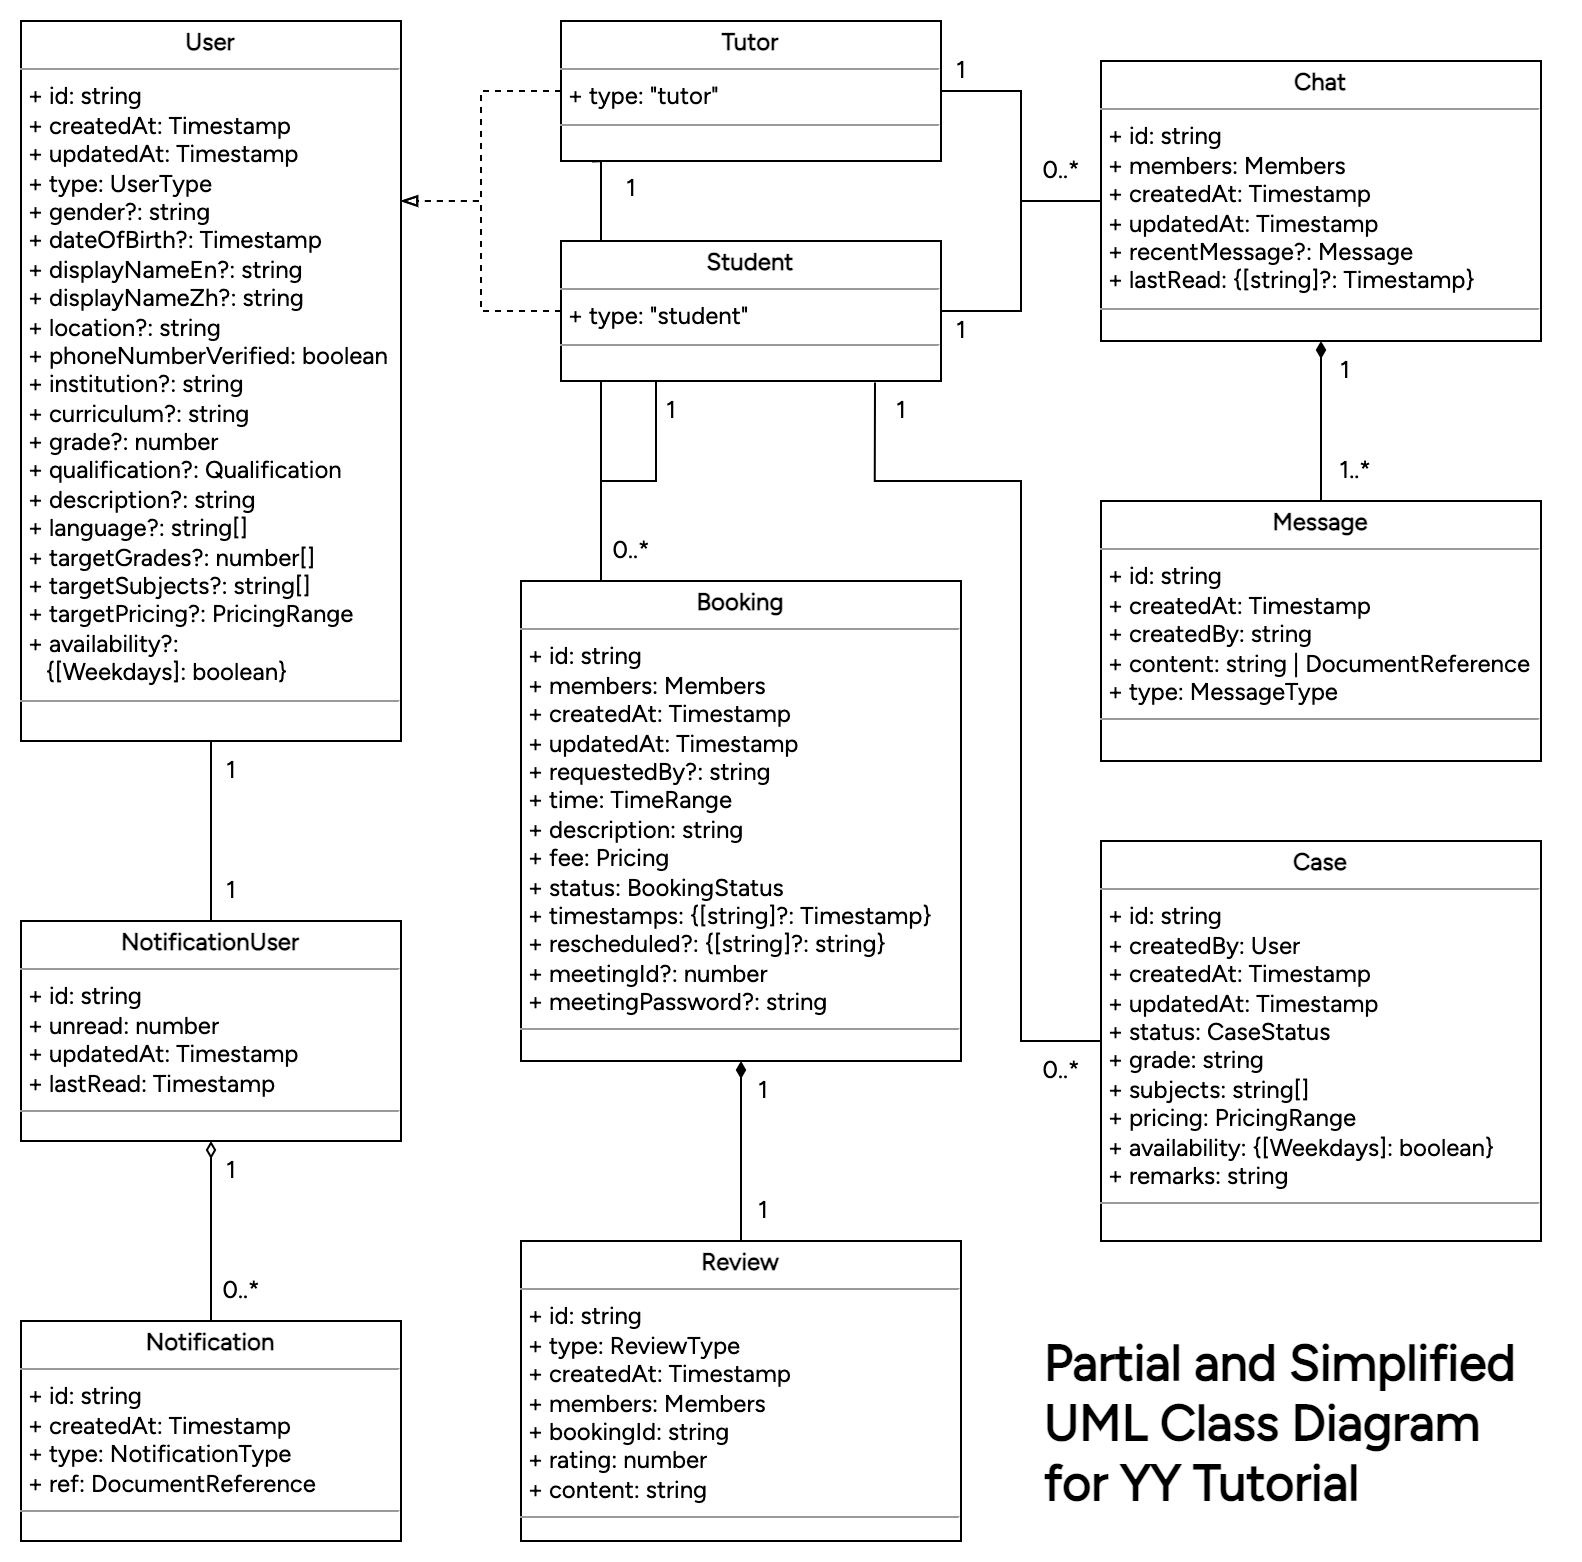 User
+ id: string
+ createdAt: Timestamp
+ updatedAt: Timestamp
+ type: UserType
+ gender?: string
+ dateOfBirth?: Timestamp
+ displayNameEn?: string
+ displayNameZh?: string
+ location?: string
+ phoneNumberVerified: boolean
+ institution?: string
+ curriculum?: string
+ grade?: number
+ qualification?: Qualification
+ description?: string
+ language?: string[]
+ targetGrades?: number[]
+ targetSubjects?: string[]
+ targetPricing?: PricingRange
+ availability?:
{[Weekdays]: boolean}
1
1
NotificationUser
+ id: string
+ unread: number
+ updatedAt: Timestamp
+ lastRead: Timestamp
1
0..*
Notification
+ id: string
+ createdAt: Timestamp
+ type: NotificationType
+ ref: DocumentReference
Tutor
+ type: "tutor"
1
1
Student
+ type: "student"
1
1
1
0..*
Booking
+ id: string
+ members: Members
+ createdAt: Timestamp
+ updatedAt: Timestamp
+ requestedBy?: string
+ time: TimeRange
+ description: string
+ fee: Pricing
+ status: BookingStatus
+ timestamps: {[string]?: Timestamp}
+ rescheduled?: {[string]?: string}
+ meetingId?: number
+ meetingPassword?: string
1
1
Review
+ id: string
+ type: ReviewType
+ createdAt: Timestamp
+ members: Members
+ bookingId: string
+ rating: number
+ content: string
0..*
Chat
+ id: string
+ members: Members
+ createdAt: Timestamp
+ updatedAt: Timestamp
+ recentMessage?: Message
+ lastRead: {[string]?: Timestamp}
1
1..*
Message
+ id: string
+ createdAt: Timestamp
+ createdBy: string
+ content: string | DocumentReference
+ type: MessageType
0..*
Case
+ id: string
+ createdBy: User
+ createdAt: Timestamp
+ updatedAt: Timestamp
+ status: CaseStatus
+ grade: string
+ subjects: string[]
+ pricing: PricingRange
+ availability: {[Weekdays]: boolean}
+ remarks: string
Partial and Simplified
UML Class Diagram
for YY Tutorial